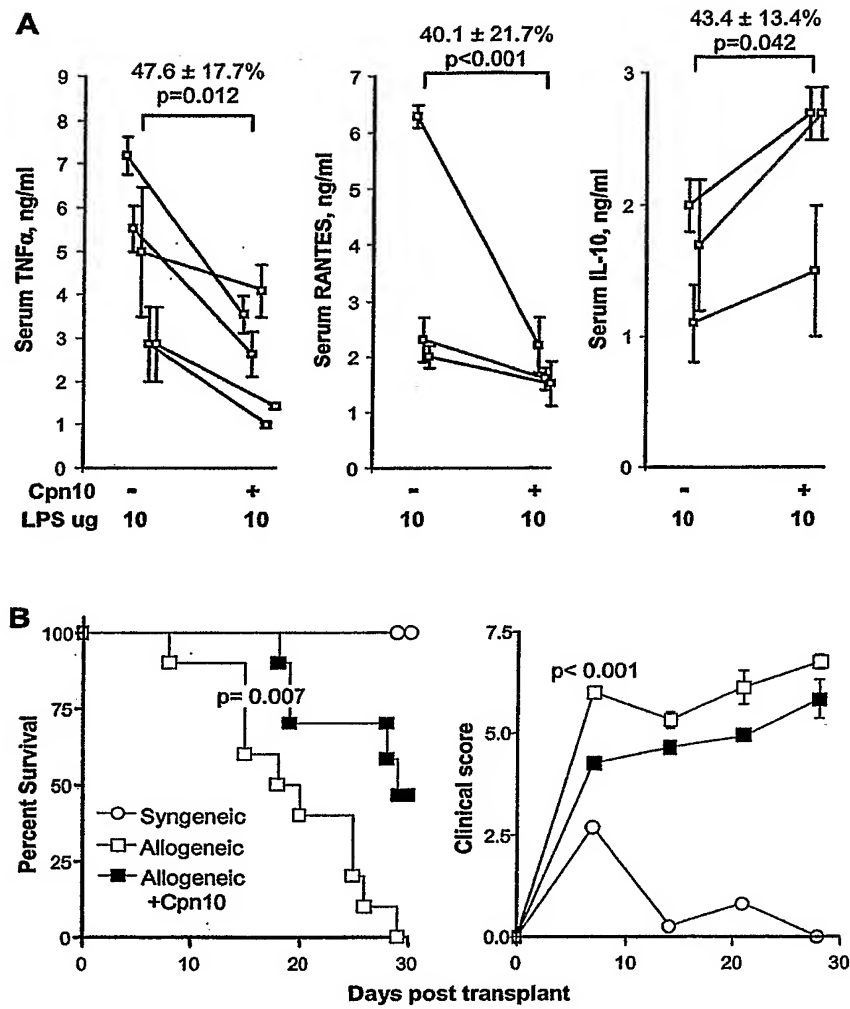 A
47.6 ± 17.7%
p=0.012
9
8
7
6
5
4
3
2
1
0
Serum TNFα, ng/ml
40.1 ± 21.7%
p<0.001
7
6
5
4
3
2
1
0
Serum RANTES, ng/ml
43.4 ± 13.4%
p=0.042
3
2
1
0
Serum IL-10, ng/ml
Cpn10 - + - + - +
LPS ug 10 10 10 10 10 10
B
100
75
50
25
0
Percent Survival
p= 0.007
Syngeneic
Allogeneic
Allogeneic
+Cpn10
0 10 20 30
7.5
5.0
2.5
0.0
Clinical score
p< 0.001
0 10 20 30
Days post transplant